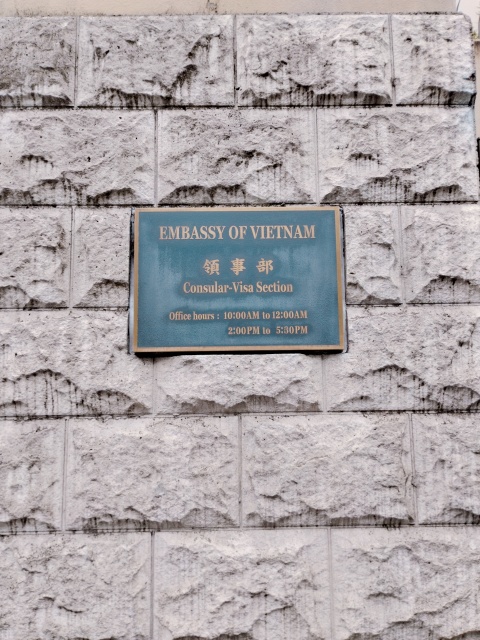 EMBASSY OF VIETNAM
領事部
Consular-Visa Section
Office hours : 10:00AM to 12:00AM
2:00PM to 5:30PM